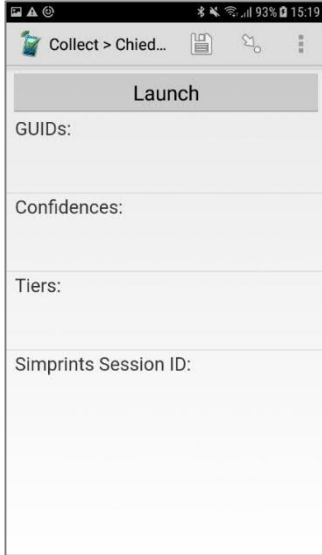 93% 15:19
Collect > Chied...
Launch
GUIDs:
Confidences:
Tiers:
Simprints Session ID: